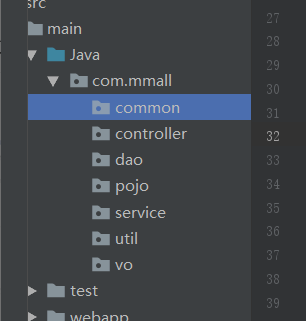 src
main
Java
com.mmall
common
controller
dao
pojo
service
util
vo
test
webapp
27
28
29
30
31
32
33
34
35
36
37
38
39